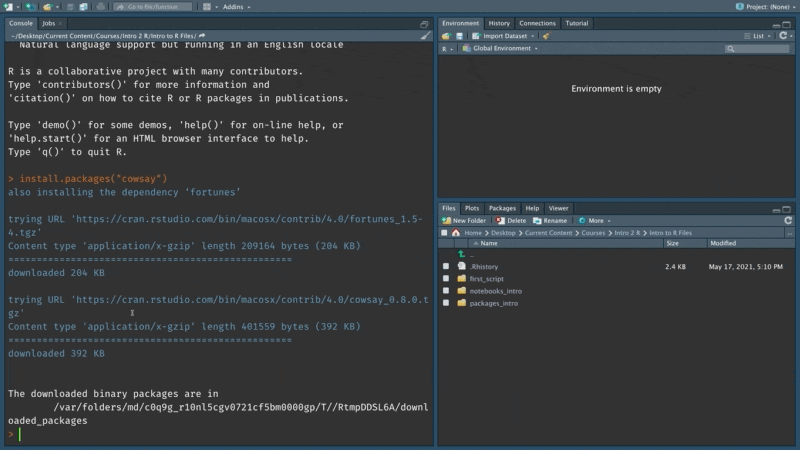 Go to file/function
Addins
Project: (None)
Console
Jobs
~/Desktop/Current Content/Courses/Intro 2 R/Intro to R Files/
Natural language support but running in an English locale
R is a collaborative project with many contributors.
Type 'contributors()' for more information and
'citation()' on how to cite R or R packages in publications.
Type 'demo()' for some demos, 'help()' for on-line help, or
'help.start()' for an HTML browser interface to help.
Type 'q()' to quit R.
> install.packages("cowsay")
also installing the dependency ‘fortunes’
trying URL 'https://cran.rstudio.com/bin/macosx/contrib/4.0/fortunes_1.5-
4.tgz'
Content type 'application/x-gzip' length 209164 bytes (204 KB)
==================================================
downloaded 204 KB
trying URL 'https://cran.rstudio.com/bin/macosx/contrib/4.0/cowsay_0.8.0.t
gz'
Content type 'application/x-gzip' length 401559 bytes (392 KB)
==================================================
downloaded 392 KB
The downloaded binary packages are in
/var/folders/md/c0q9g_r10nl5cgv0721cf5bm0000gp/T//RtmpDDSL6A/downl
oaded_packages
>
Environment
History
Connections
Tutorial
Import Dataset
List
R
Global Environment
Environment is empty
Files
Plots
Packages
Help
Viewer
New Folder
Delete
Rename
More
Home > Desktop > Current Content > Courses > Intro 2 R > Intro to R Files
...
Name
Size
Modified
..
.Rhistory
2.4 KB
May 17, 2021, 5:10 PM
first_script
notebooks_intro
packages_intro